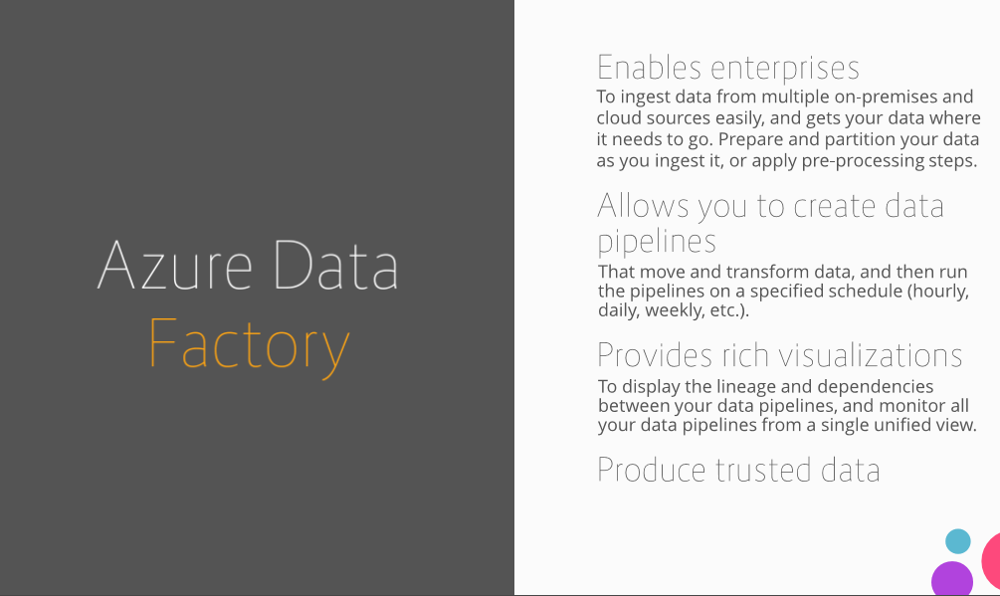 Azure Data
Factory
Enables enterprises
To ingest data from multiple on-premises and
cloud sources easily, and gets your data where
it needs to go. Prepare and partition your data
as you ingest it, or apply pre-processing steps.
Allows you to create data
pipelines
That move and transform data, and then run
the pipelines on a specified schedule (hourly,
daily, weekly, etc.).
Provides rich visualizations
To display the lineage and dependencies
between your data pipelines, and monitor all
your data pipelines from a single unified view.
Produce trusted data